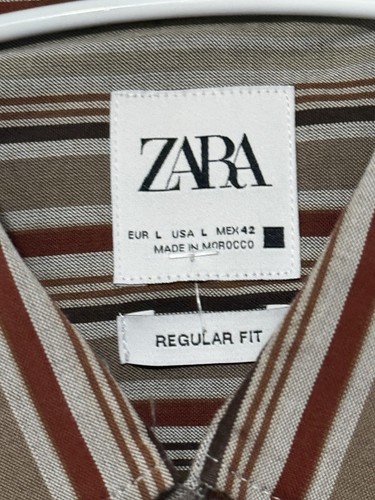 ZARA
EUR L USA L MEX 42
MADE IN MOROCCO
REGULAR FIT